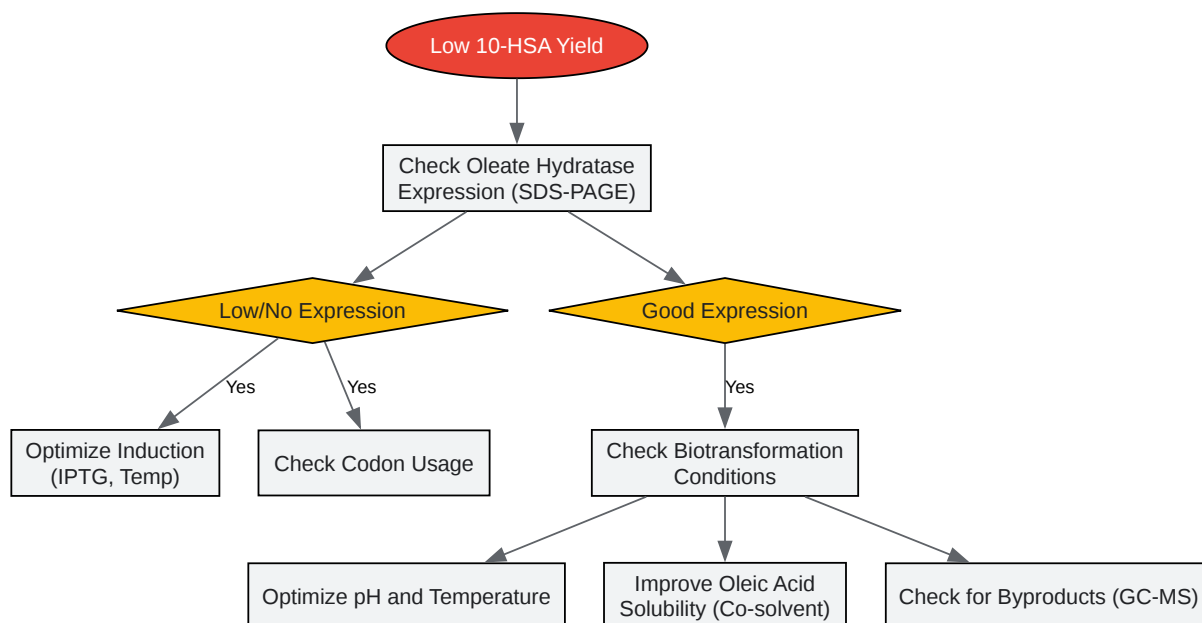 Low 10-HSA Yield
Check Oleate Hydratase
Expression (SDS-PAGE)
Low/No Expression
Good Expression
Yes
Yes
Yes
Optimize Induction
(IPTG, Temp)
Check Codon Usage
Check Biotransformation
Conditions
Optimize pH and Temperature
Improve Oleic Acid
Solubility (Co-solvent)
Check for Byproducts (GC-MS)